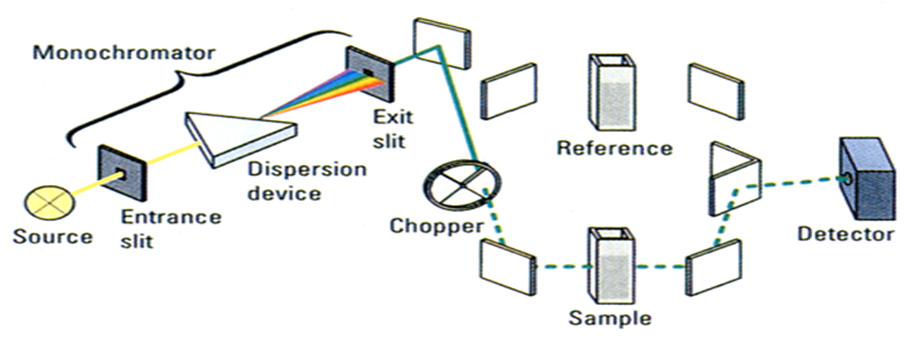 Monochromator
Exit
slit
Reference
Dispersion
device
Entrance
slit
Source
Chopper
Detector
Sample